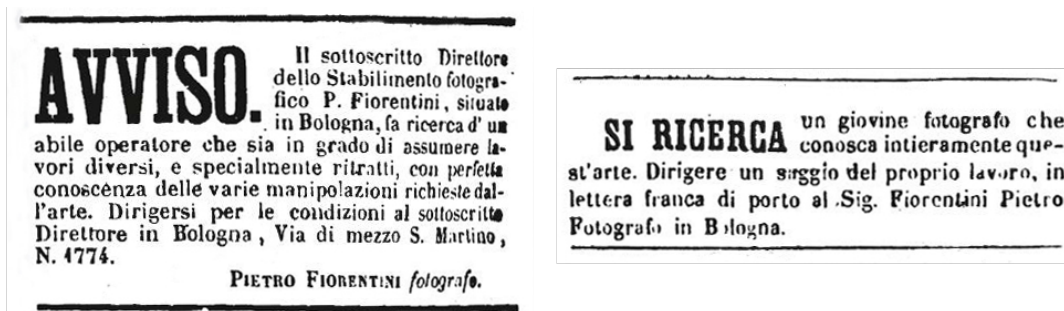 AVVISO. Il sottoscritto Direttore
dello Stabilimento fotogra-
fico P. Fiorentini, situato
in Bologna, fa ricerca d' un
abile operatore che sia in grado di assumere la-
vori diversi, e specialmente ritratti, con perfetta
conoscenza delle varie manipolazioni richieste dal-
l'arte. Dirigersi per le condizioni al sottoscritto
Direttore in Bologna, Via di mezzo S. Martino,
N. 1774.
PIETRO FIORENTINI fotografo.
SI RICERCA un giovine fotografo che
conosca intieramente que-
st'arte. Dirigere un saggio del proprio lavoro, in
lettera franca di porto al Sig. Fiorentini Pietro
Fotografo in Bologna.